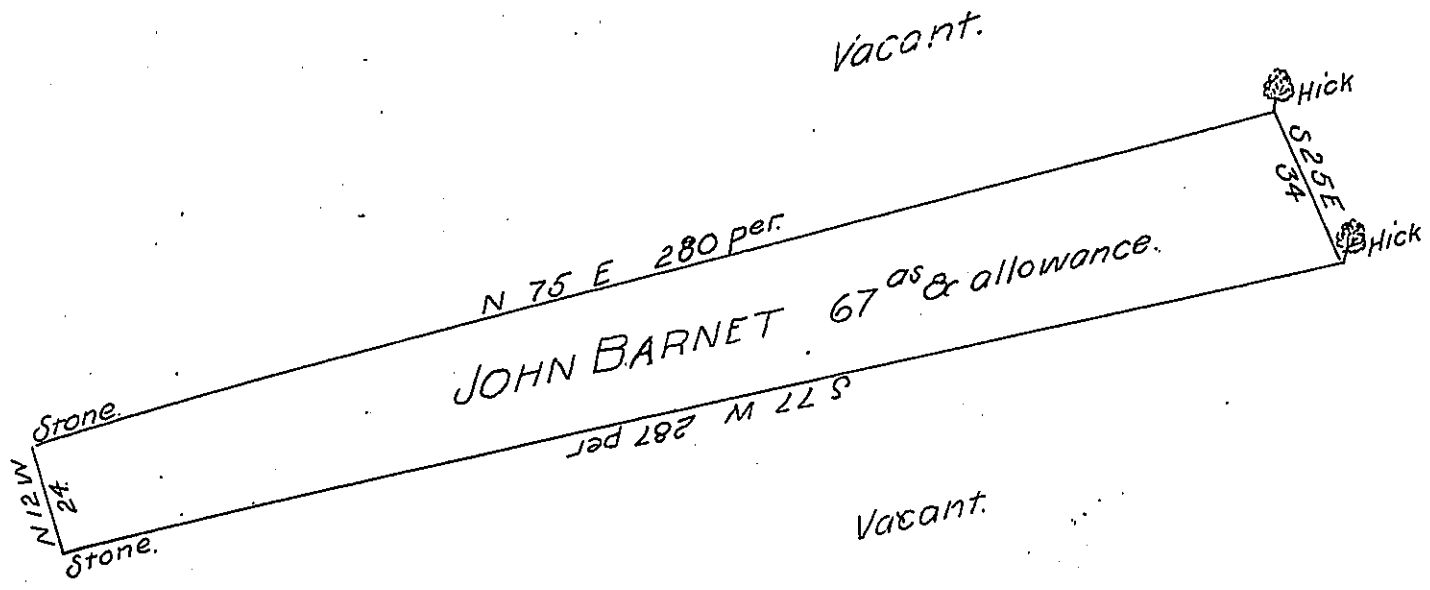 Vacant.
Hick
S 25 E
34
Hick
N 75 E 280 per.
JOHN BARNET 67 as & allowance.
S 77 W 287 per
Stone.
N 12 W
24
Stone.
Vacant.